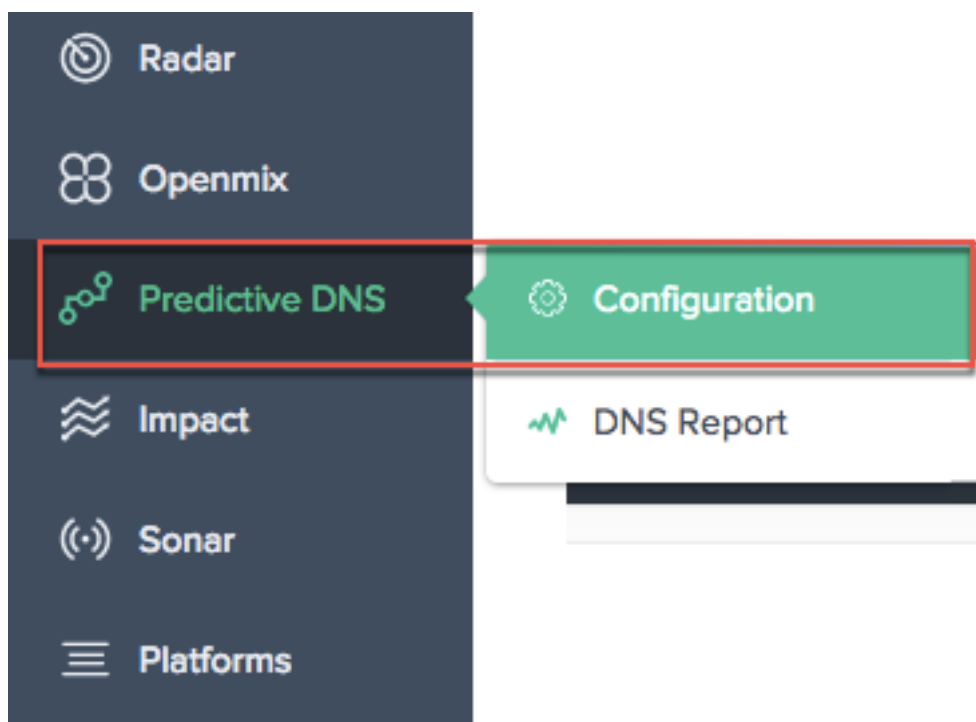 Radar
Openmix
Predictive DNS
Configuration
DNS Report
Impact
Sonar
Platforms